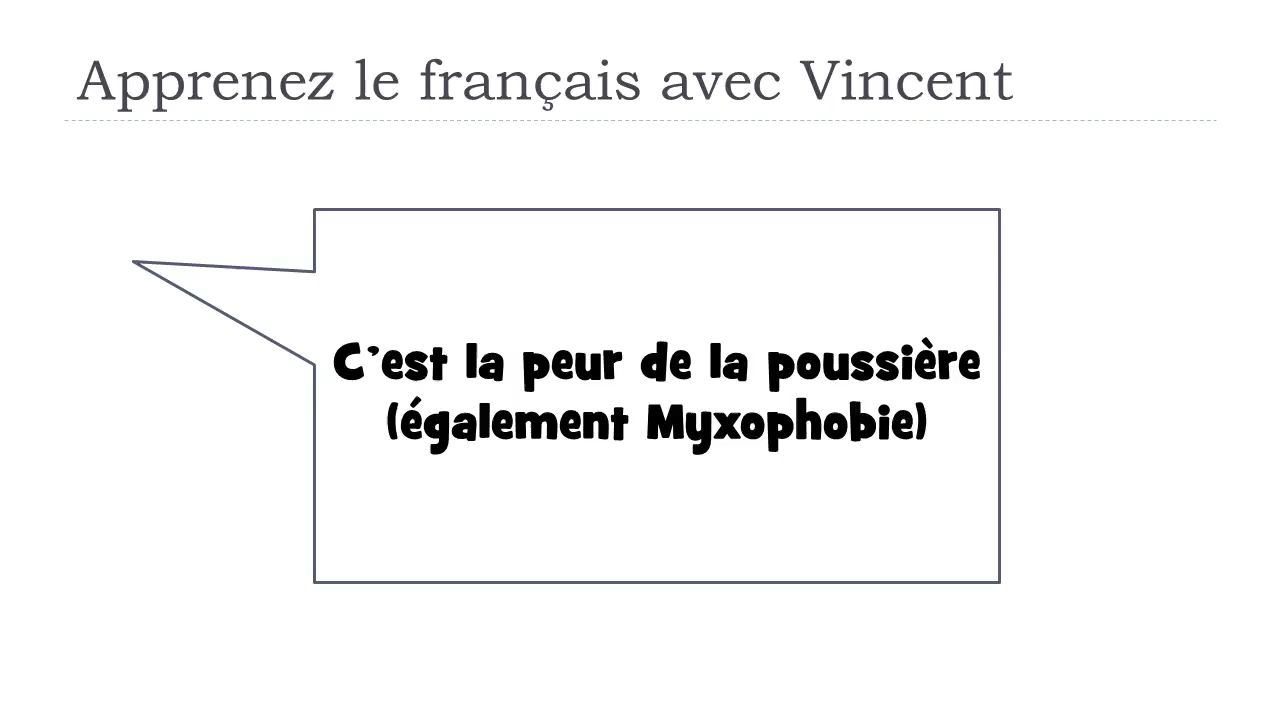 Apprenez le français avec Vincent
C’est la peur de la poussière
(également Myxophobie)